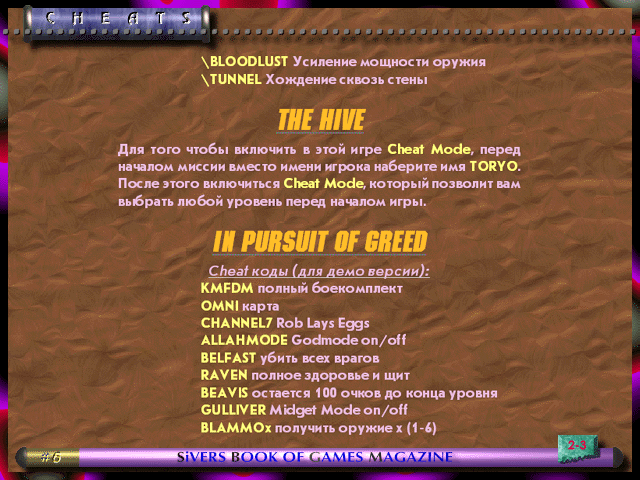 CHEATS
\BLOODLUST Усиление мощности оружия
\TUNNEL Хождение сквозь стены
THE HIVE
Для того чтобы включить в этой игре Cheat Mode, перед
началом миссии вместо имени игрока наберите имя TORYO.
После этого включиться Cheat Mode, который позволит вам
выбрать любой уровень перед началом игры.
IN PURSUIT OF GREED
Cheat коды (для демо версии):
KMFDM полный боекомплект
OMNI карта
CHANNEL7 Rob Lays Eggs
ALLAHMODE Godmode on/off
BELFAST убить всех врагов
RAVEN полное здоровье и щит
BEAVIS остается 100 очков до конца уровня
GULLIVER Midget Mode on/off
BLAMMOx получить оружие x (1-6)
#6 SiVERS BOOK OF GAMES MAGAZINE 2-3